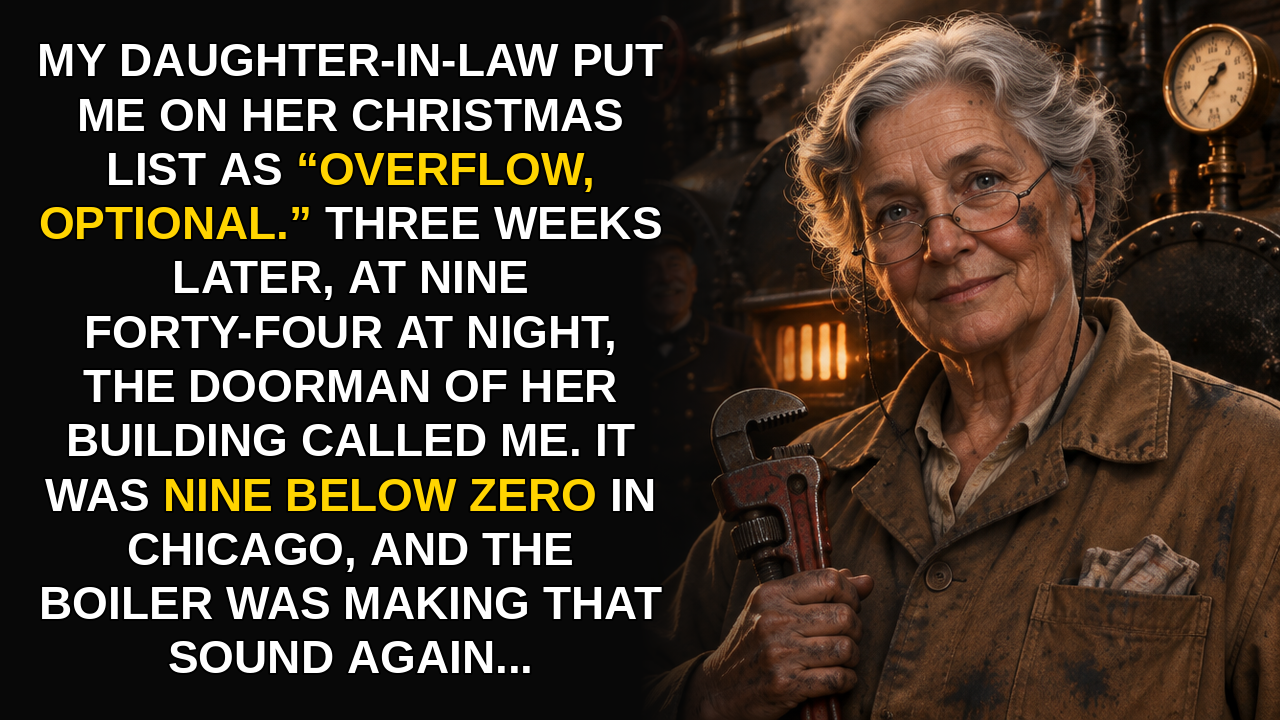 MY DAUGHTER-IN-LAW PUT
ME ON HER CHRISTMAS
LIST AS “OVERFLOW,
OPTIONAL.” THREE WEEKS
LATER, AT NINE
FORTY-FOUR AT NIGHT,
THE DOORMAN OF HER
BUILDING CALLED ME. IT
WAS NINE BELOW ZERO IN
CHICAGO, AND THE
BOILER WAS MAKING THAT
SOUND AGAIN...